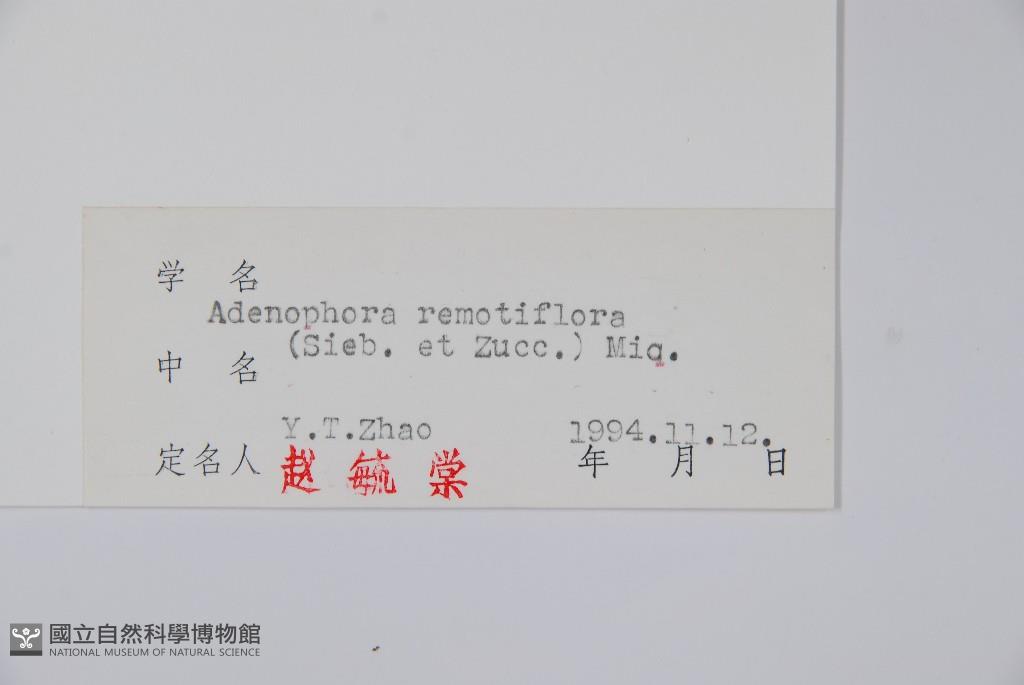 学 名
Adenophora remotiflora
(Sieb. et Zucc.) Miq.
中 名
Y.T.Zhao 1994.11.12.
定名人 赵 毓 棠 年 月 日
國立自然科學博物館
NATIONAL MUSEUM OF NATURAL SCIENCE